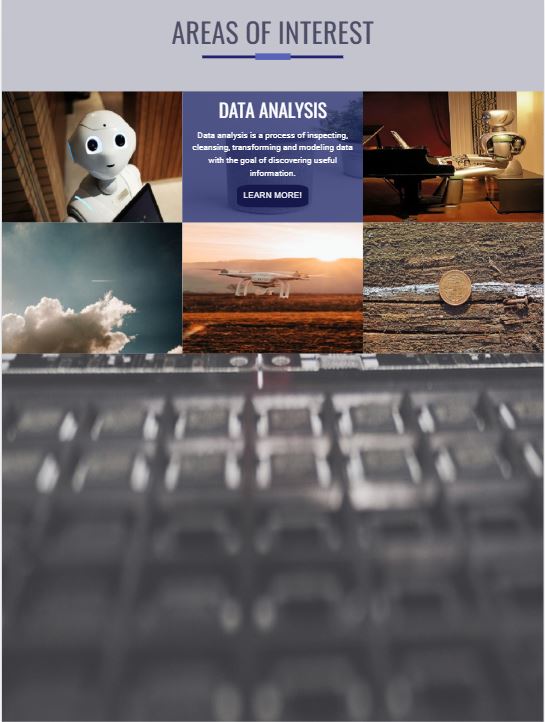 AREAS OF INTEREST
DATA ANALYSIS
Data analysis is a process of inspecting,
cleansing, transforming and modeling data
with the goal of discovering useful
information.
LEARN MORE!